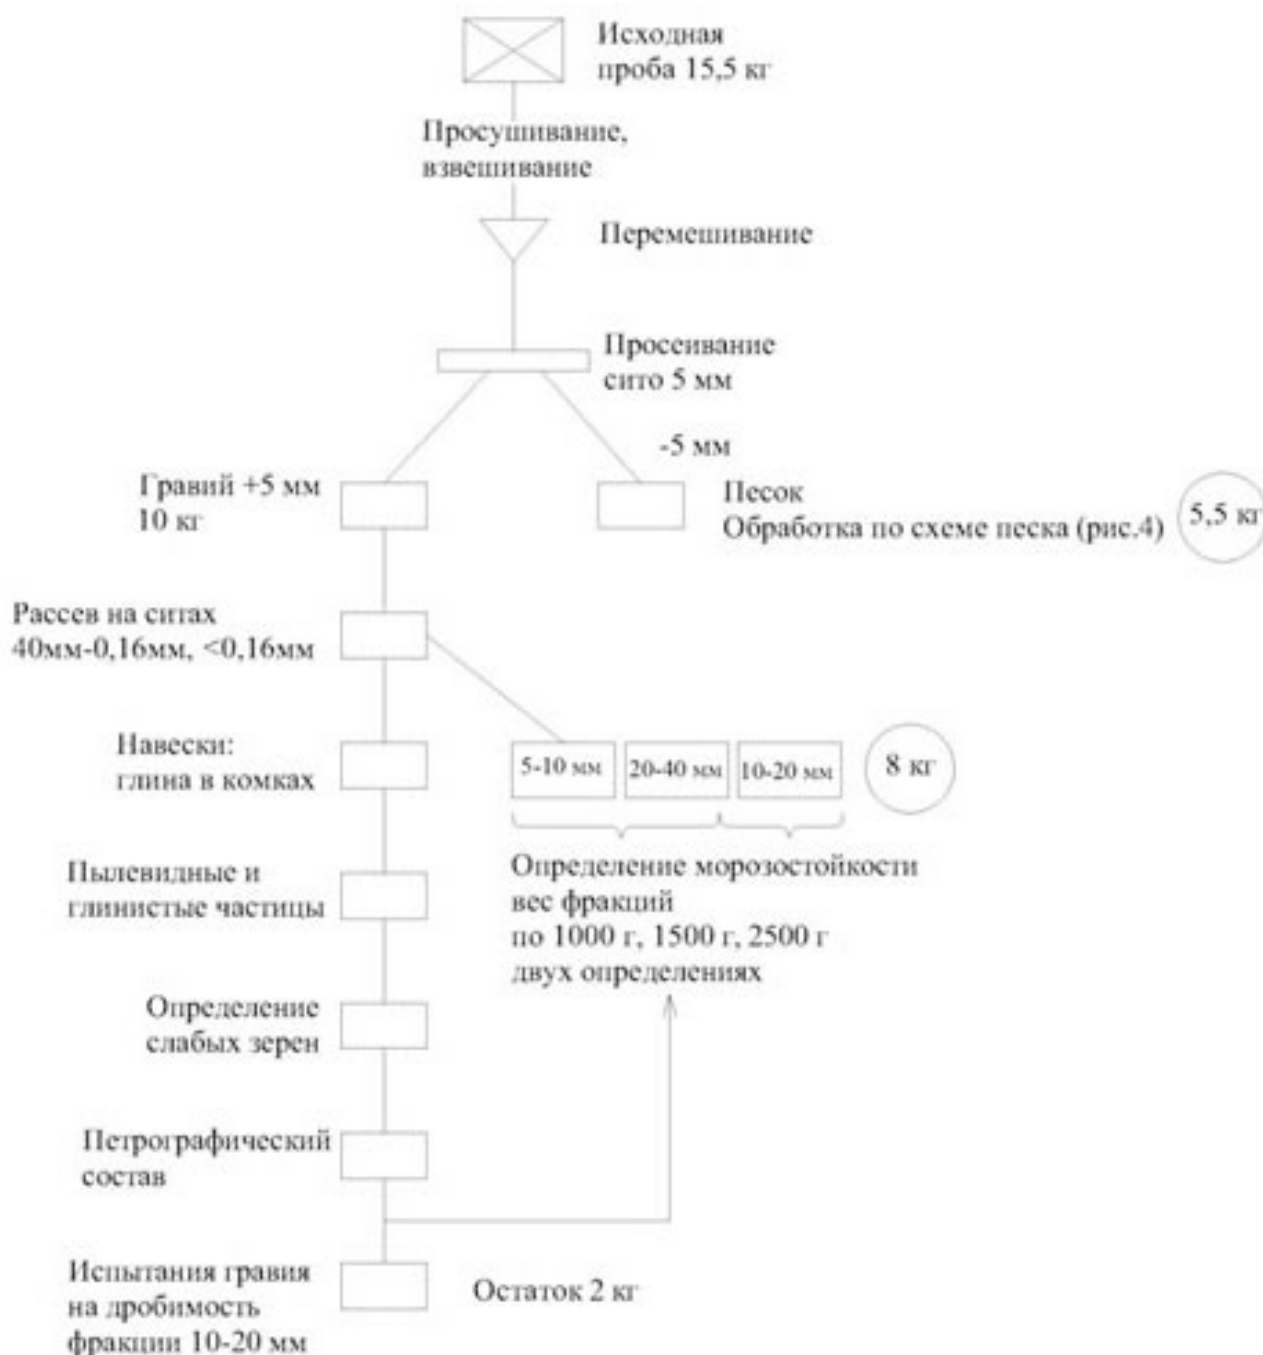 Исходная
проба 15,5 кг
Просушивание,
взвешивание
Перемешивание
Просеивание
сито 5 мм
-5 мм
Гравий +5 мм
10 кг
Песок
Обработка по схеме песка (рис.4)
5,5 кг
Рассев на ситах
40мм-0,16мм, <0,16мм
Навески:
глина в комках
5-10 мм
20-40 мм
10-20 мм
8 кг
Пылевидные и
глинистые частицы
Определение морозостойкости
вес фракций
по 1000 г, 1500 г, 2500 г
двух определениях
Определение
слабых зерен
Петрографический
состав
Испытания гравия
на дробимость
фракции 10-20 мм
Остаток 2 кг